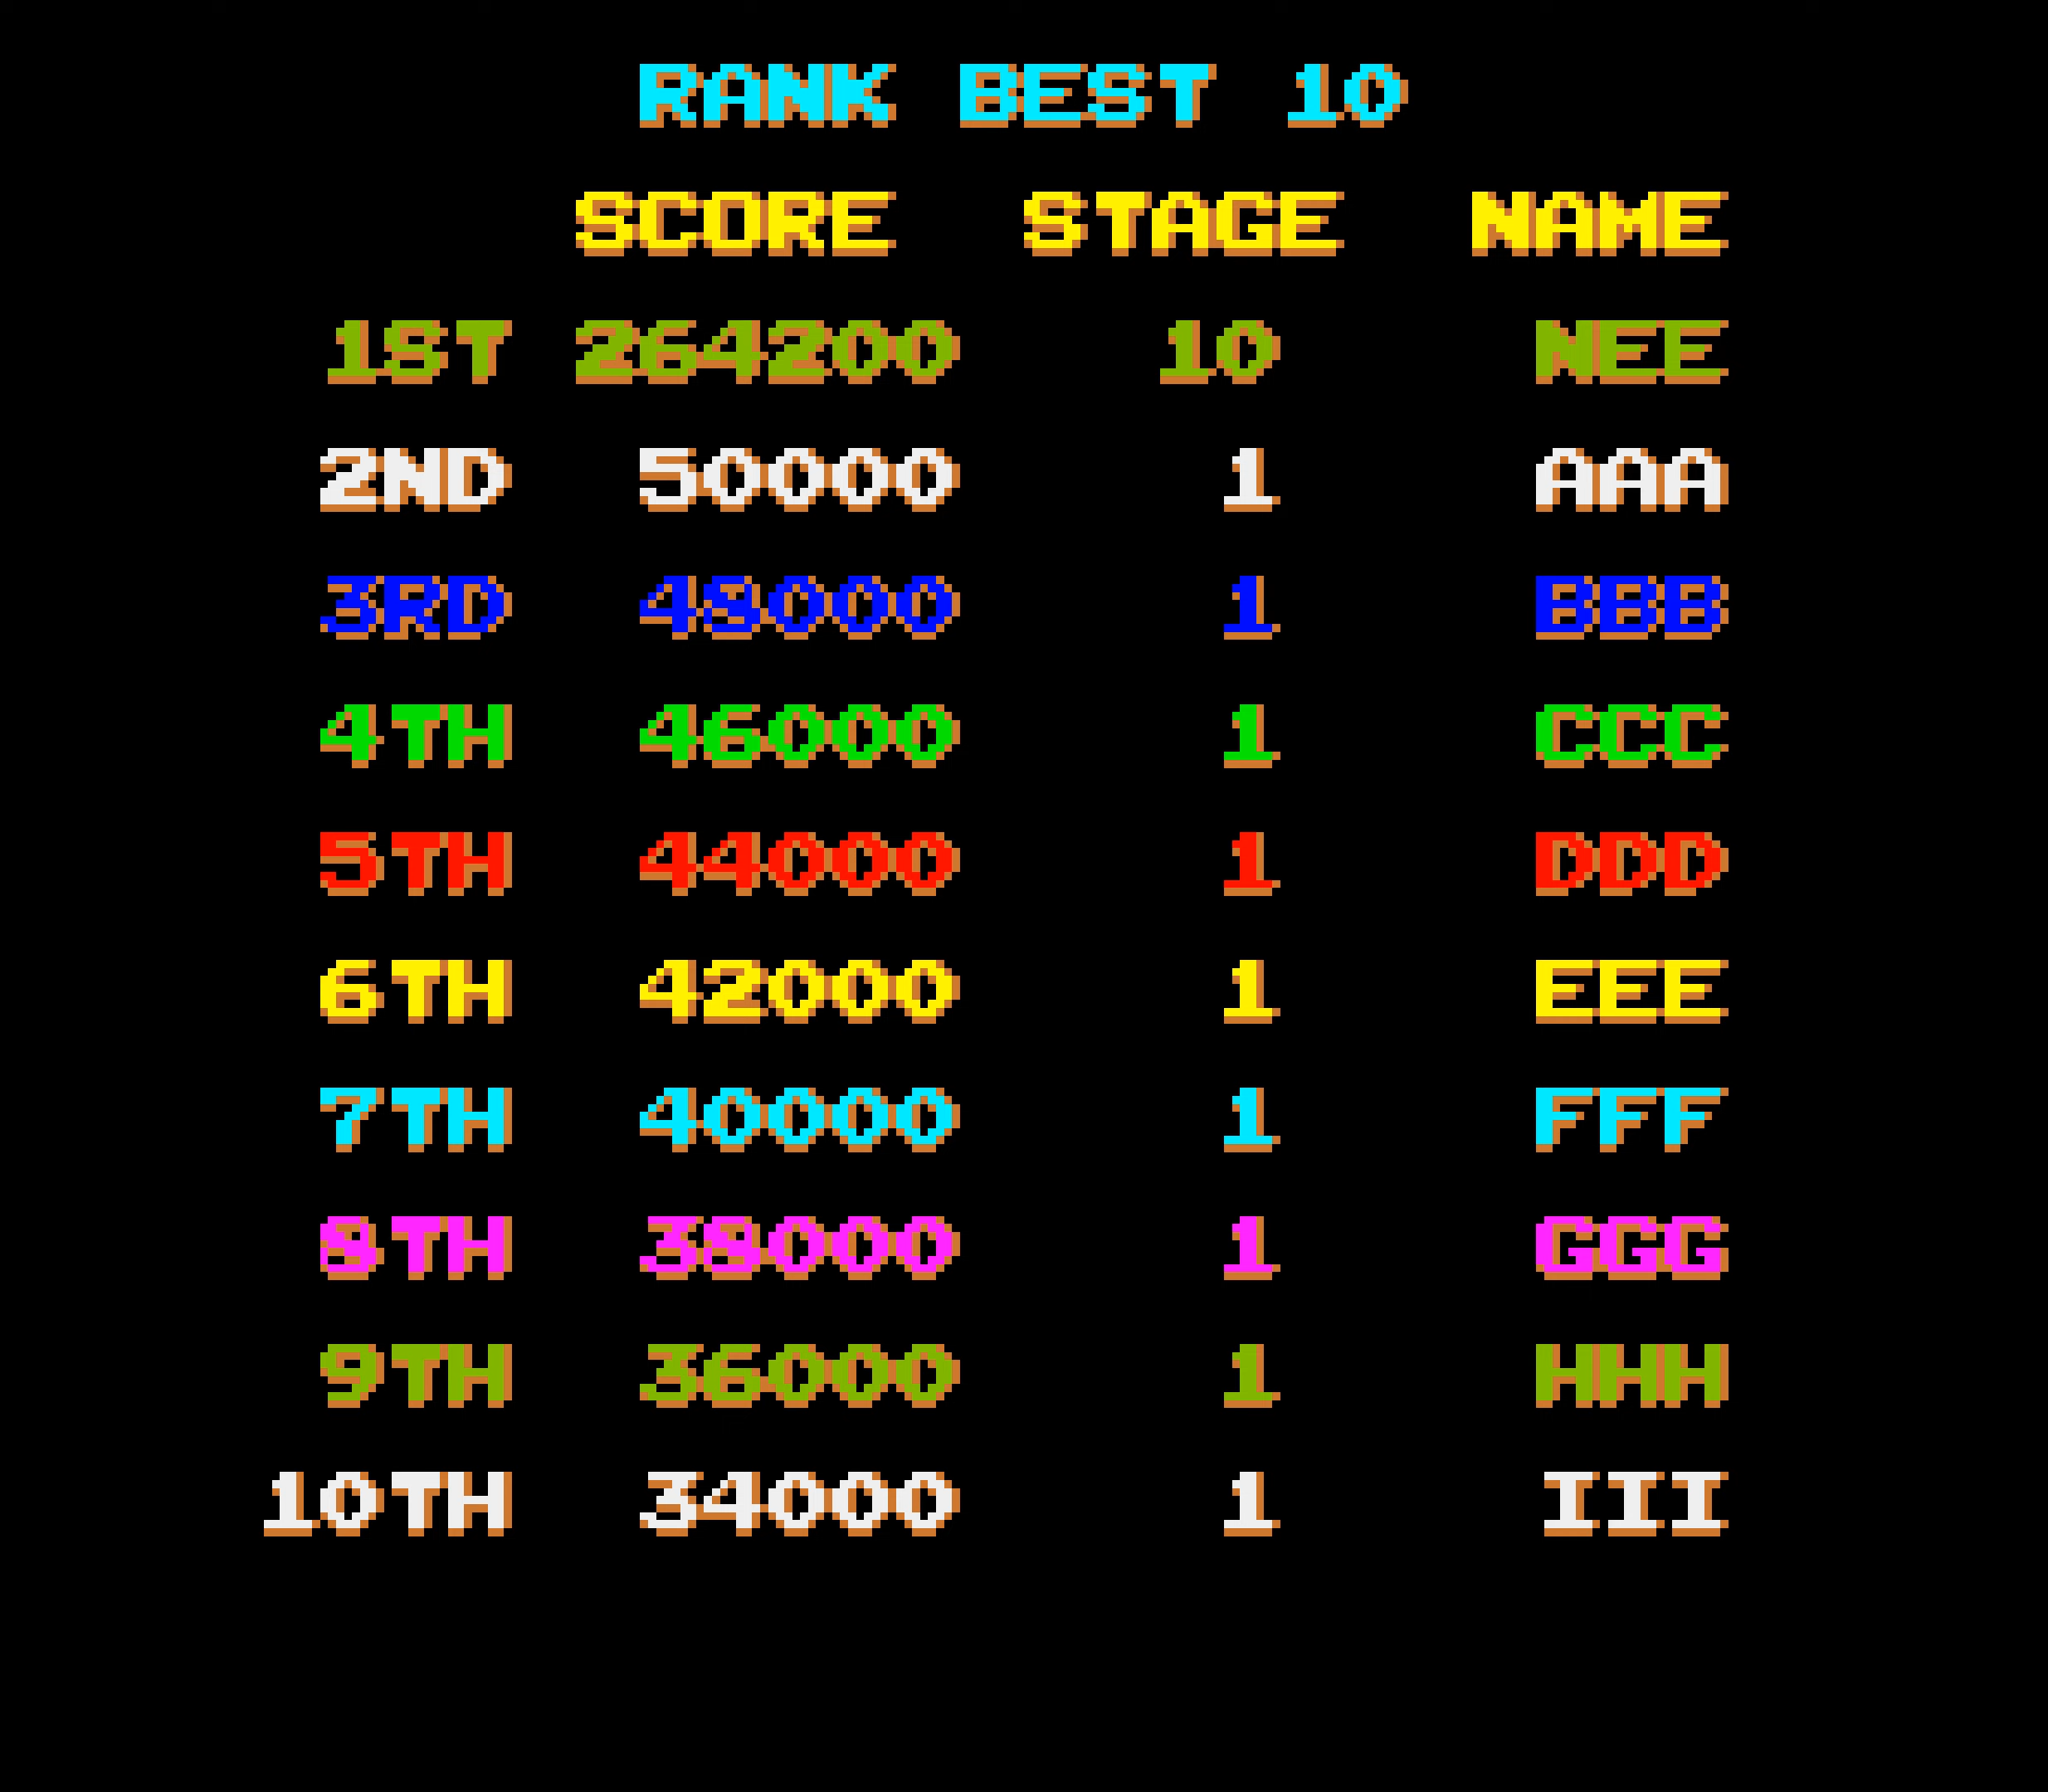 RANK BEST 10
SCORE STAGE NAME
1ST 264200 10 NEE
2ND 50000 1 AAA
3RD 48000 1 BBB
4TH 46000 1 CCC
5TH 44000 1 DDD
6TH 42000 1 EEE
7TH 40000 1 FFF
8TH 38000 1 GGG
9TH 36000 1 HHH
10TH 34000 1 III